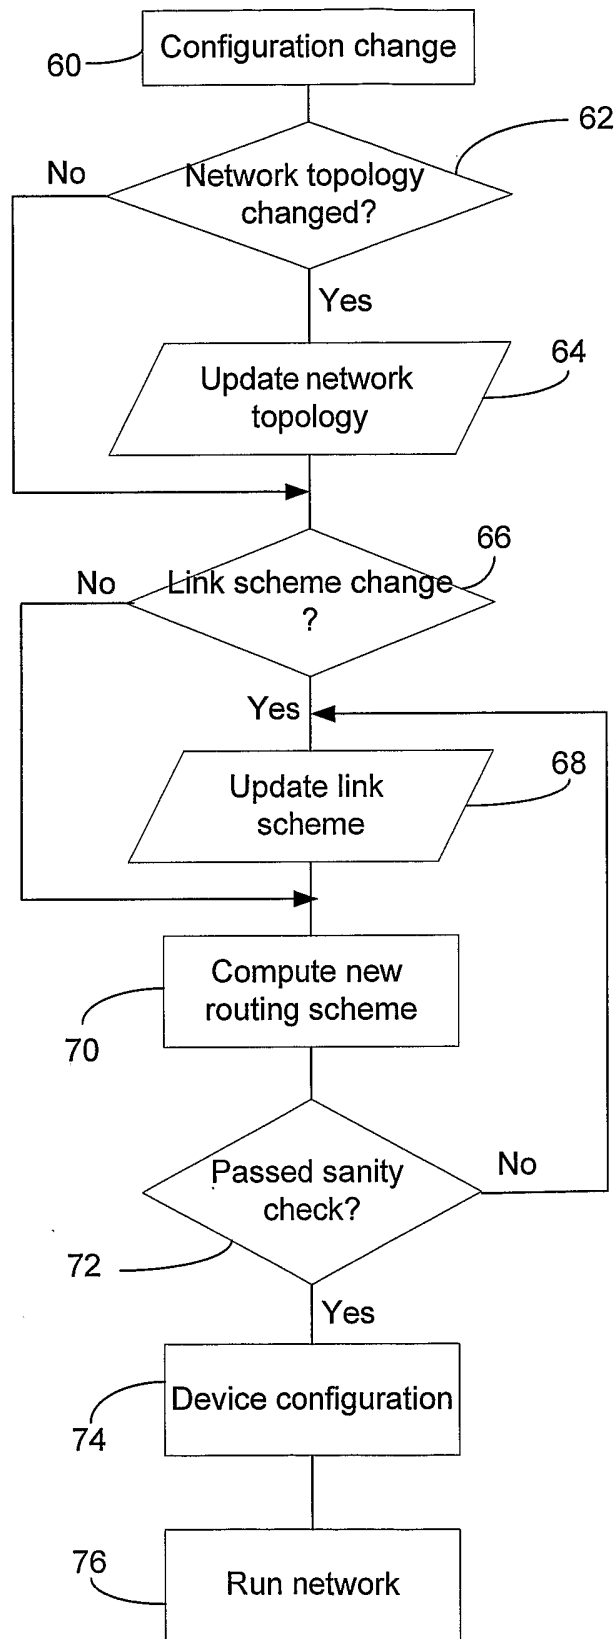 Configuration change
60
62
No
Network topology
changed?
Yes
64
Update network
topology
66
No
Link scheme change
?
Yes
68
Update link
scheme
Compute new
routing scheme
70
Passed sanity
check?
No
72
Yes
Device configuration
74
76
Run network